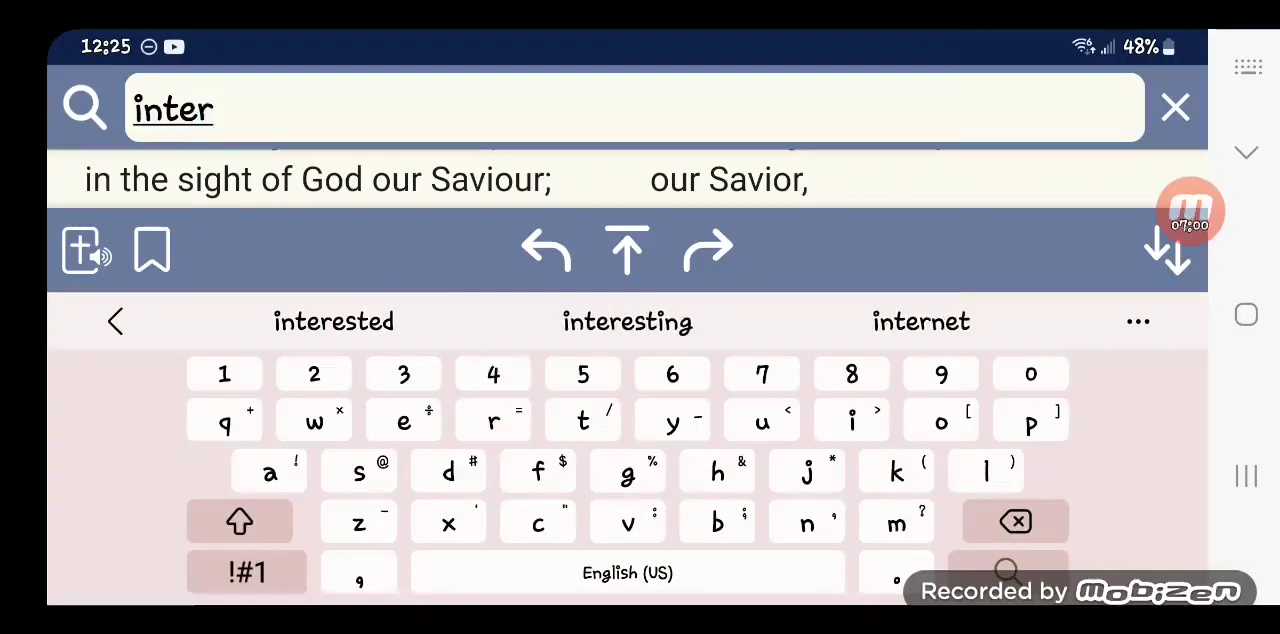 12:25 48%
inter
in the sight of God our Saviour; our Savior,
07:00
interested interesting internet ...
1 2 3 4 5 6 7 8 9 0
q + w × e ÷ r = t / y - u < i > o [ p ]
a ! s @ d # f $ g % h & j * k ( l )
z - x ' c " v : b ; n , m ?
!#1 , English (US) .
Recorded by mobizen